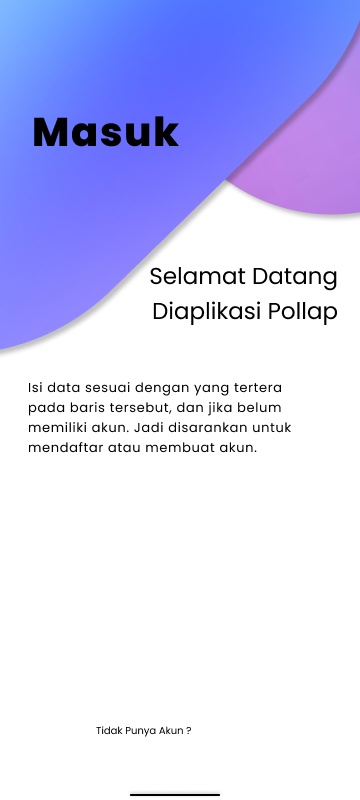 Masuk
Selamat Datang
Diaplikasi Pollap
Isi data sesuai dengan yang tertera
pada baris tersebut, dan jika belum
memiliki akun. Jadi disarankan untuk
mendaftar atau membuat akun.
Tidak Punya Akun ?